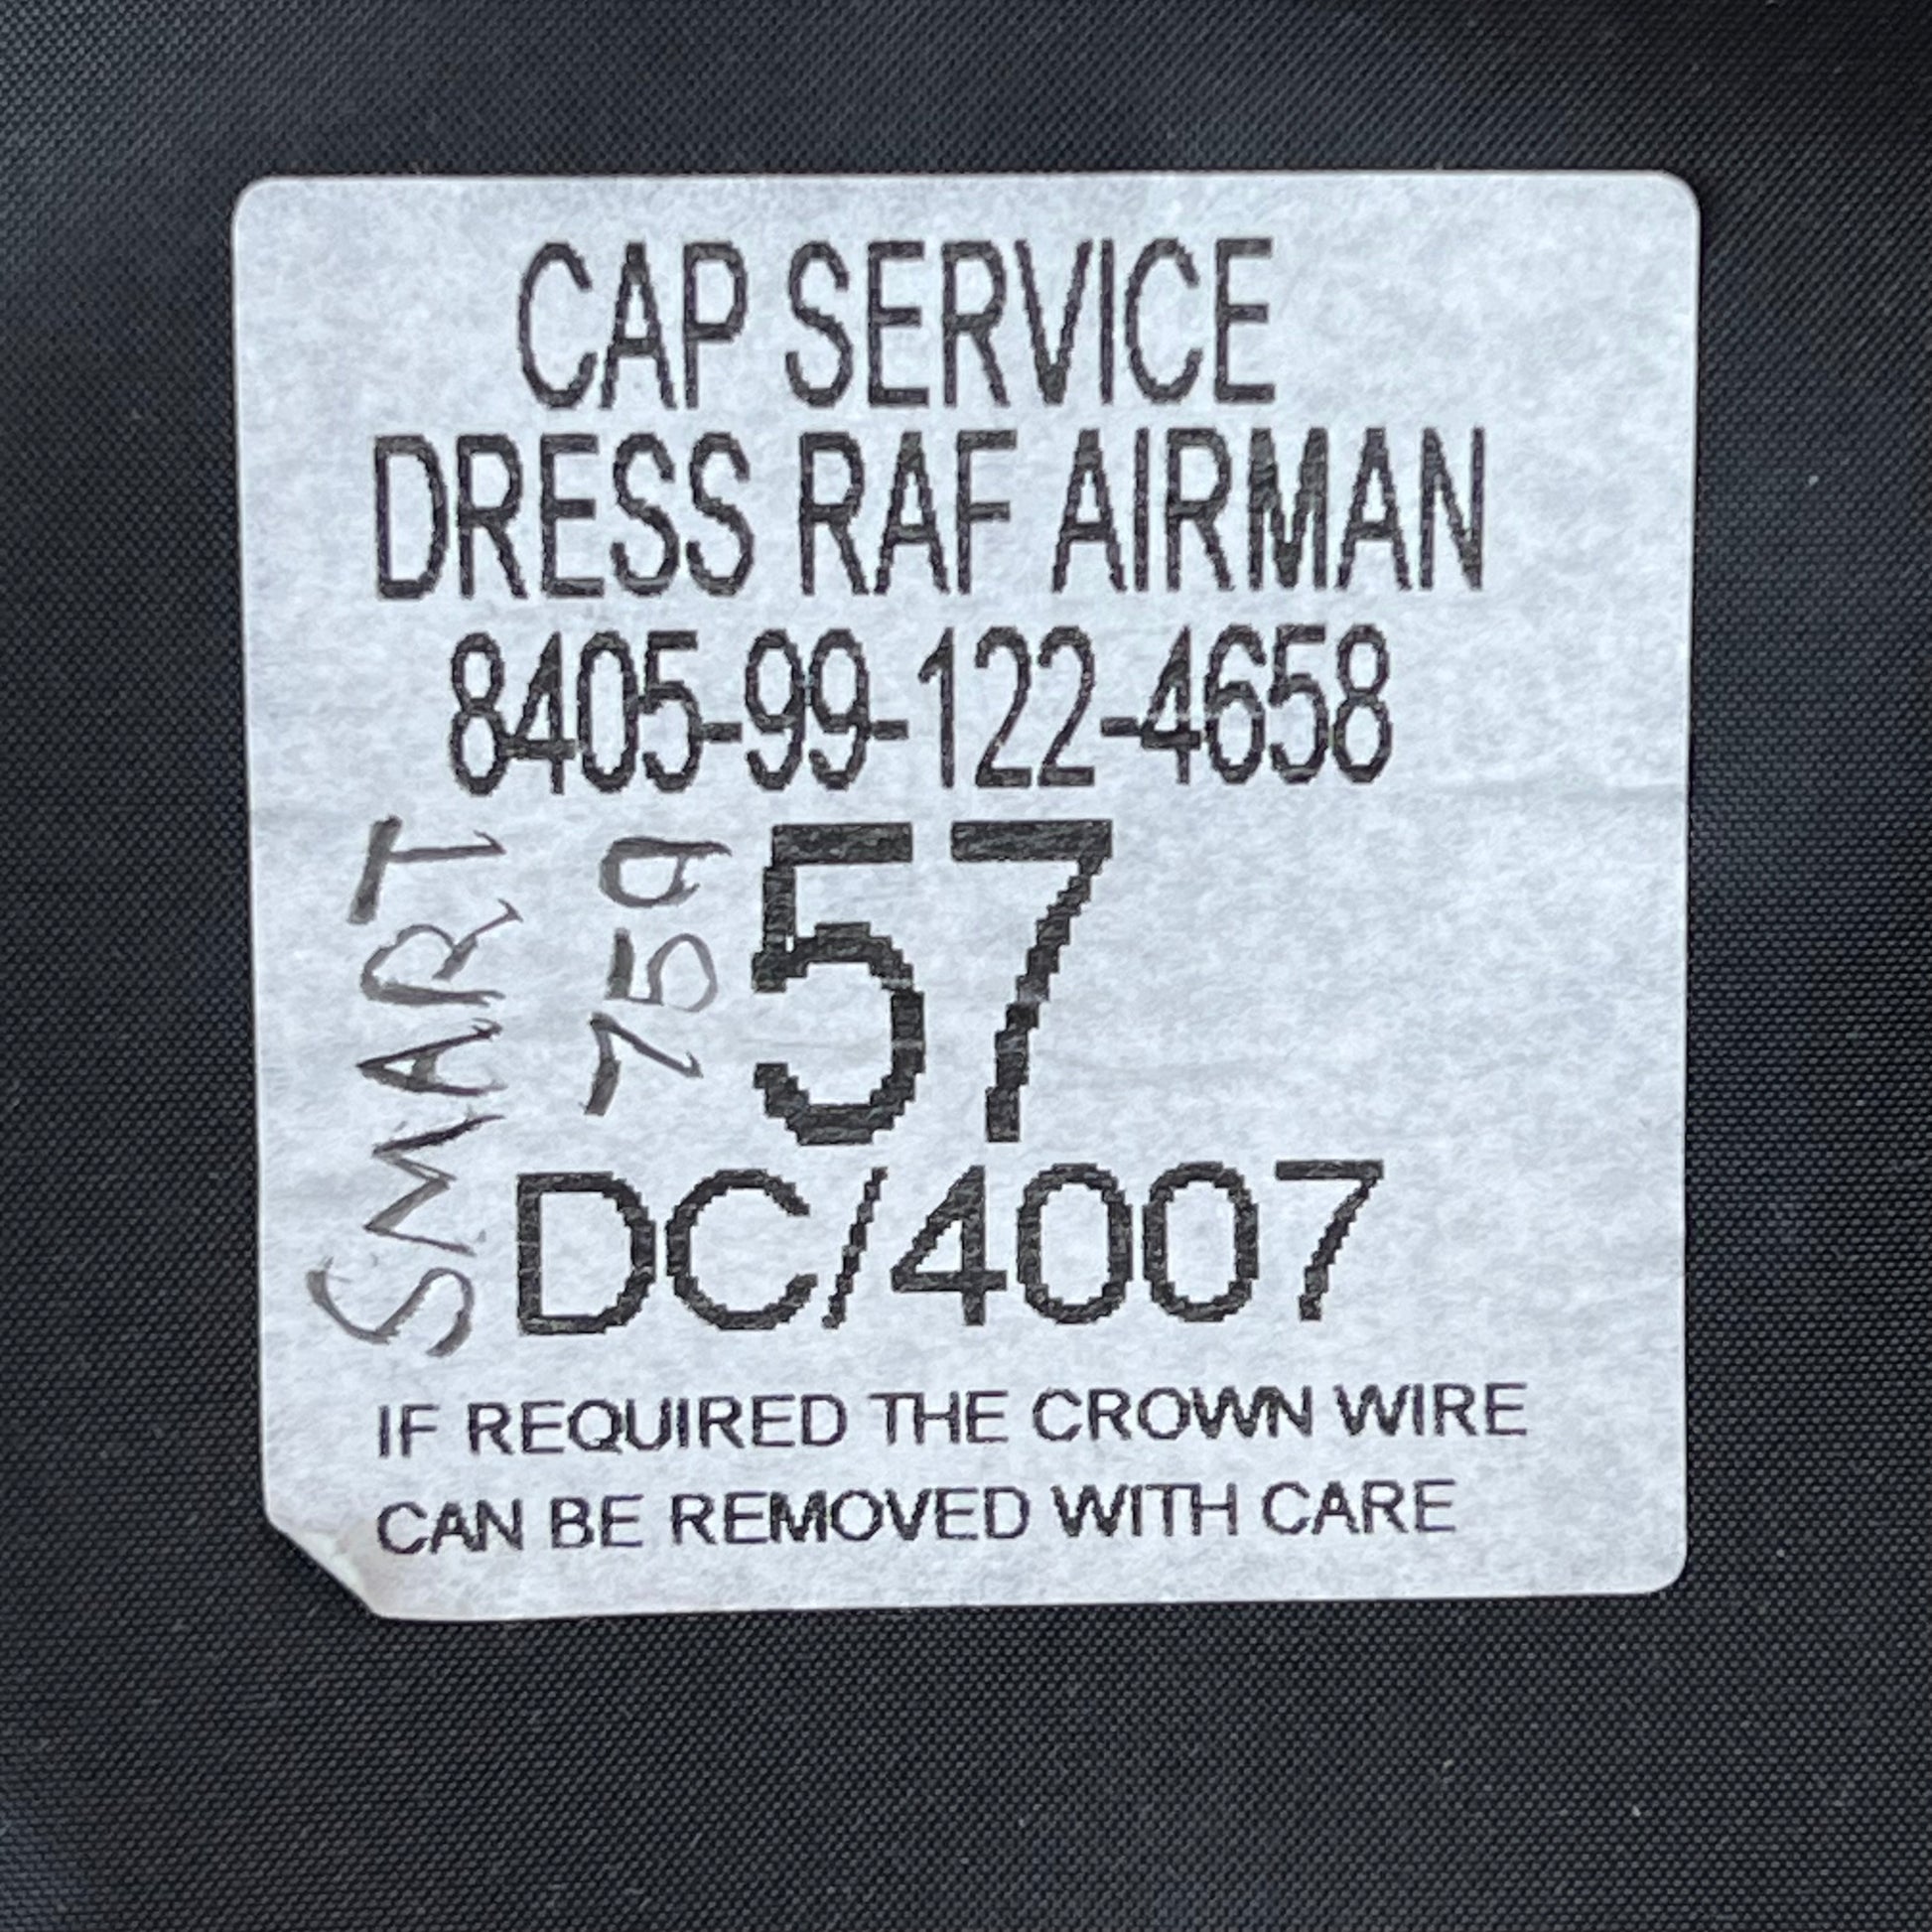 CAP SERVICE
DRESS RAF AIRMAN
8405-99-122-4658
57
DC/4007
IF REQUIRED THE CROWN WIRE
CAN BE REMOVED WITH CARE
SMART
759